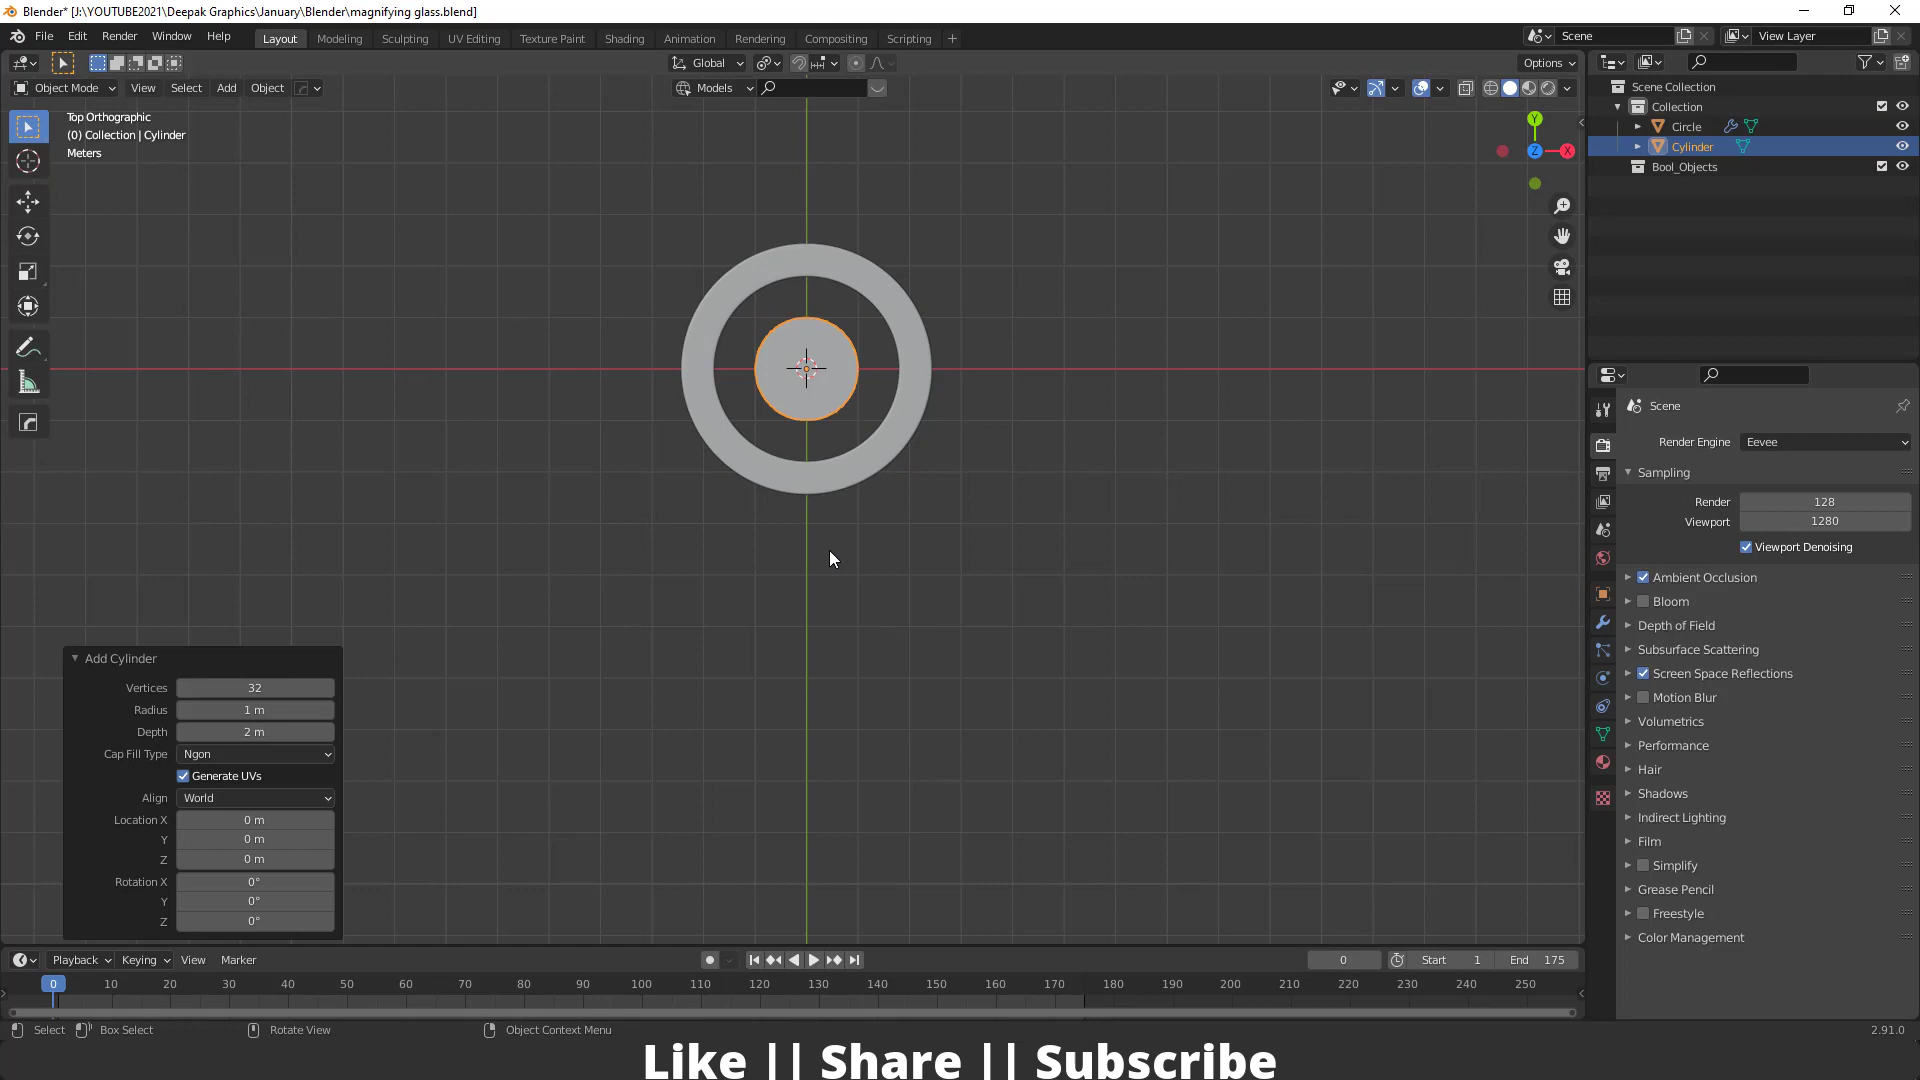 Blender* [J:\YOUTUBE2021\Deepak Graphics\January\Blender\magnifying glass.blend]
File Edit Render Window Help Layout Modeling Sculpting UV Editing Texture Paint Shading Animation Rendering Compositing Scripting + Scene View Layer
Global Options
Object Mode View Select Add Object Models
Top Orthographic
(0) Collection | Cylinder
Meters
Y
Z X
Scene Collection
Collection
Circle
Cylinder
Bool_Objects
Scene
Render Engine Eevee
Sampling
Render 128
Viewport 1280
Viewport Denoising
Ambient Occlusion
Bloom
Depth of Field
Subsurface Scattering
Screen Space Reflections
Motion Blur
Volumetrics
Performance
Hair
Shadows
Indirect Lighting
Film
Simplify
Grease Pencil
Freestyle
Color Management
Add Cylinder
Vertices 32
Radius 1 m
Depth 2 m
Cap Fill Type Ngon
Generate UVs
Align World
Location X 0 m
Y 0 m
Z 0 m
Rotation X 0°
Y 0°
Z 0°
Playback Keying View Marker 0 Start 1 End 175
0 10 20 30 40 50 60 70 80 90 100 110 120 130 140 150 160 170 180 190 200 210 220 230 240 250
Select Box Select Rotate View Object Context Menu 2.91.0
Like || Share || Subscribe